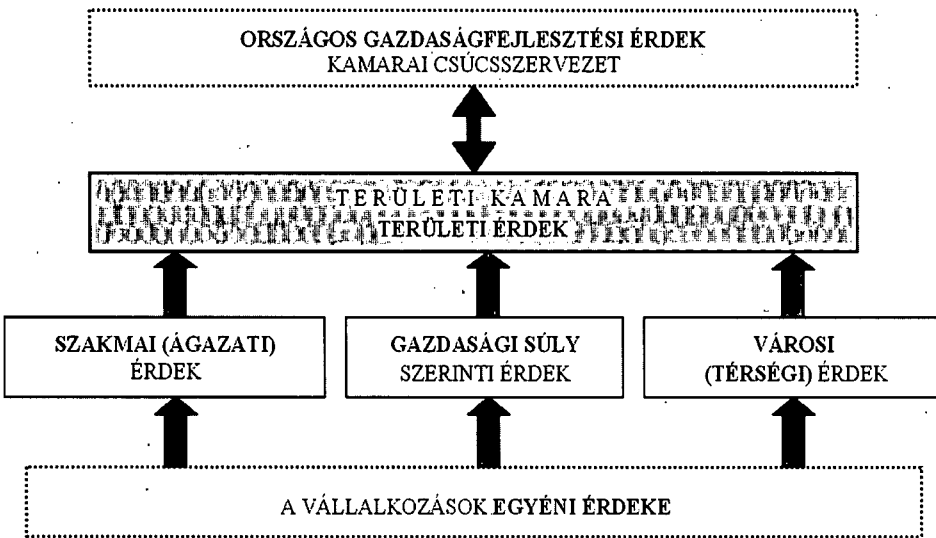 ORSZÁGOS GAZDASÁGFEJLESZTÉSI ÉRDEK
KAMARAI CSÚCSSZERVEZET
TERÜLETI KAMARA
TERÜLETI ÉRDEK
SZAKMAI (ÁGAZATI)
ÉRDEK
GAZDASÁGI SÚLY
SZERINTI ÉRDEK
VÁROSI
(TÉRSÉGI) ÉRDEK
A VÁLLALKOZÁSOK EGYÉNI ÉRDEKE